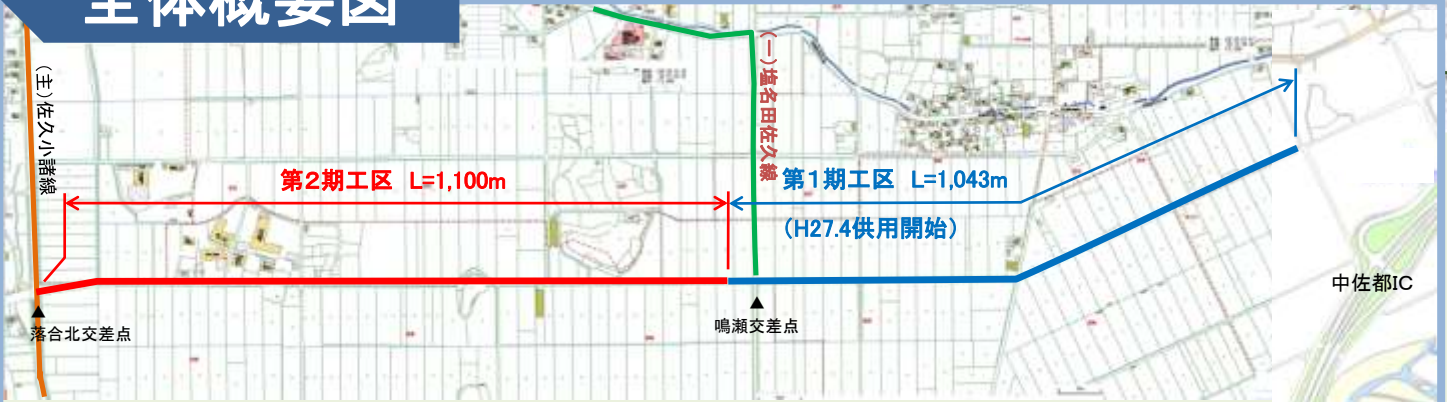 全体概要図
(主)佐久小諸線
(一)塩名田佐久線
第2期工区 L=1,100m
第1期工区 L=1,043m
(H27.4供用開始)
中佐都IC
落合北交差点
鳴瀬交差点